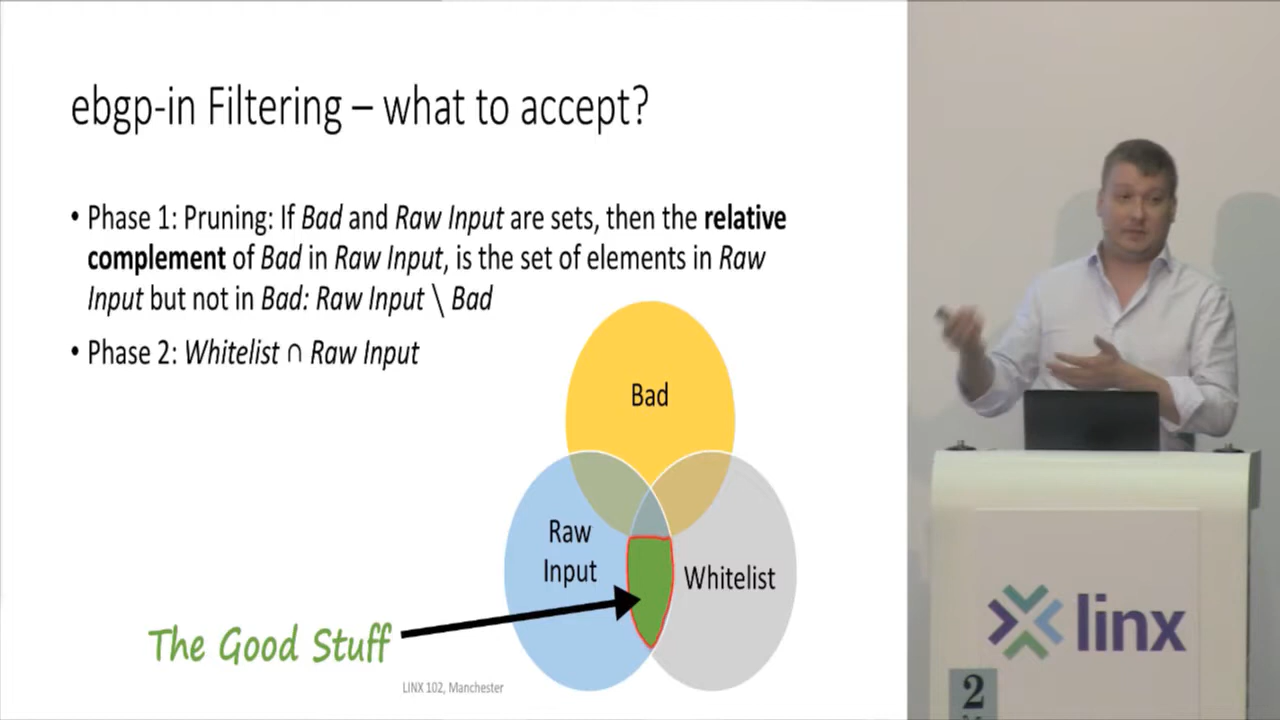 ebgp-in Filtering – what to accept?
• Phase 1: Pruning: If Bad and Raw Input are sets, then the relative
complement of Bad in Raw Input, is the set of elements in Raw
Input but not in Bad: Raw Input \ Bad
• Phase 2: Whitelist ∩ Raw Input
Bad
Raw
Input
Whitelist
The Good Stuff
LINX 102, Manchester
linx
2